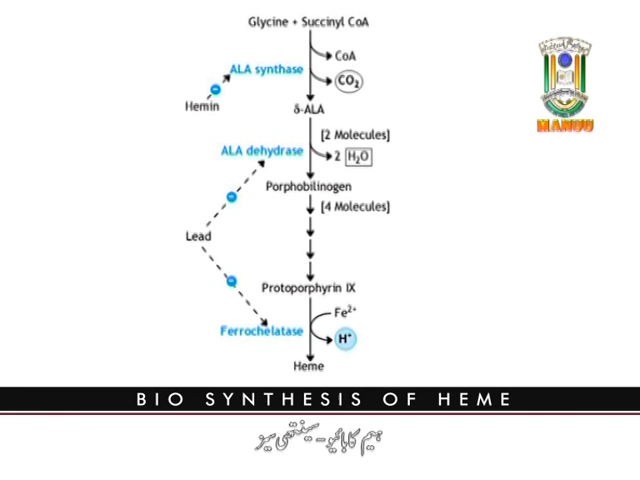 Glycine + Succinyl CoA
CoA
ALA synthase
CO₂
Hemin
δ-ALA
[2 Molecules]
ALA dehydrase
2 H₂O
Porphobilinogen
[4 Molecules]
Lead
Protoporphyrin IX
Fe²⁺
Ferrochelatase
H⁺
Heme
MANUU
BIO SYNTHESIS OF HEME
ہیم کا بائیو-سینتھی سیز